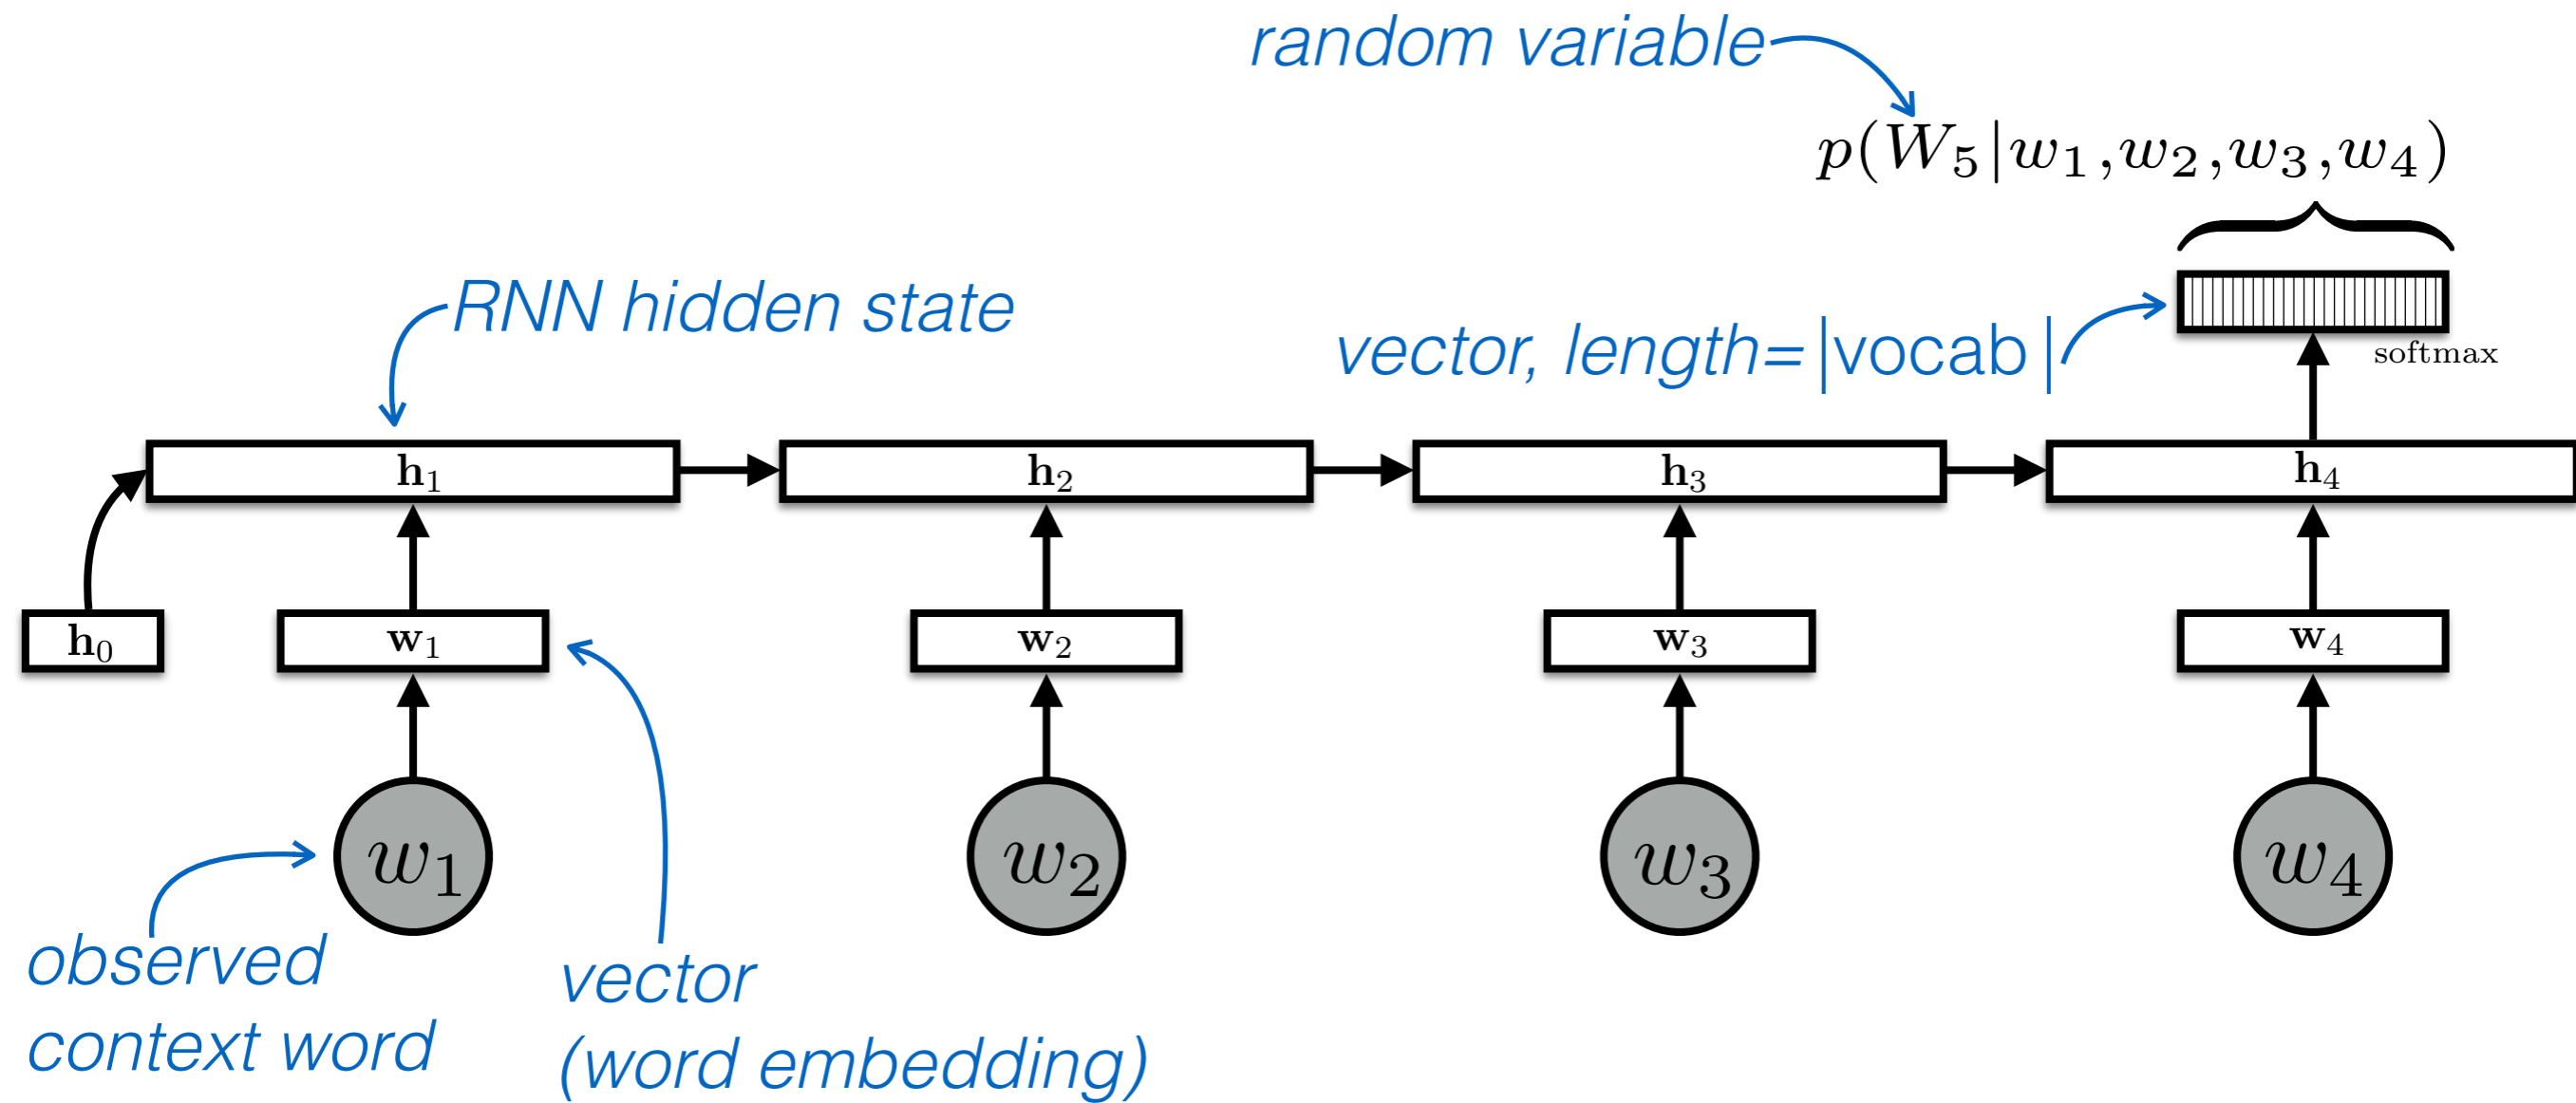 random variable
p(W₅|w₁,w₂,w₃,w₄)
RNN hidden state
vector, length=|vocab|
softmax
h₁
h₂
h₃
h₄
h₀
w₁
w₂
w₃
w₄
w₁
w₂
w₃
w₄
observed
context word
vector
(word embedding)